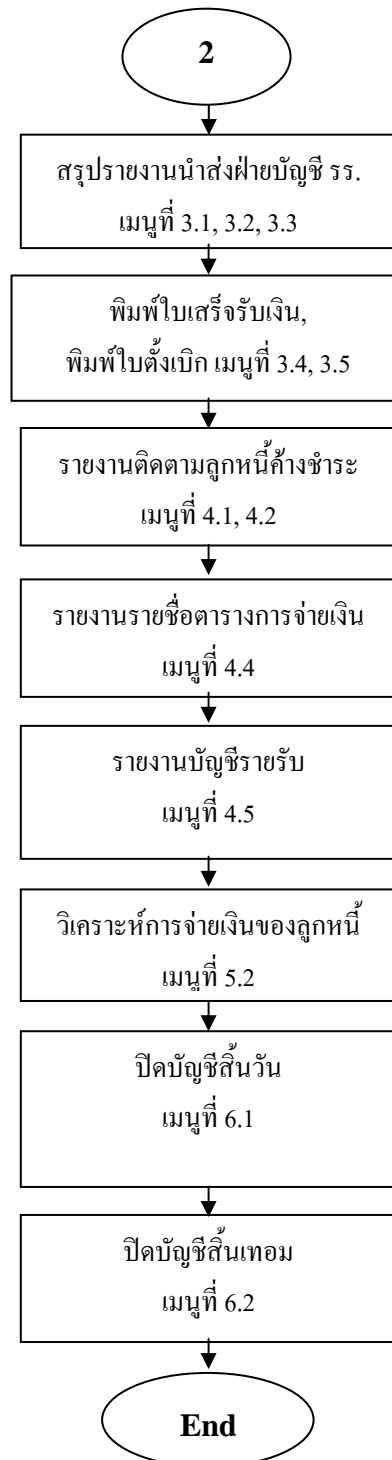 2
สรุปรายงานนำส่งฝ่ายบัญชี รร.
เมนูที่ 3.1, 3.2, 3.3
พิมพ์ใบเสร็จรับเงิน,
พิมพ์ใบตั้งเบิก เมนูที่ 3.4, 3.5
รายงานติดตามลูกหนี้ค้างชำระ
เมนูที่ 4.1, 4.2
รายงานรายชื่อตารางการจ่ายเงิน
เมนูที่ 4.4
รายงานบัญชีรายรับ
เมนูที่ 4.5
วิเคราะห์การจ่ายเงินของลูกหนี้
เมนูที่ 5.2
ปิดบัญชีสิ้นวัน
เมนูที่ 6.1
ปิดบัญชีสิ้นเทอม
เมนูที่ 6.2
End